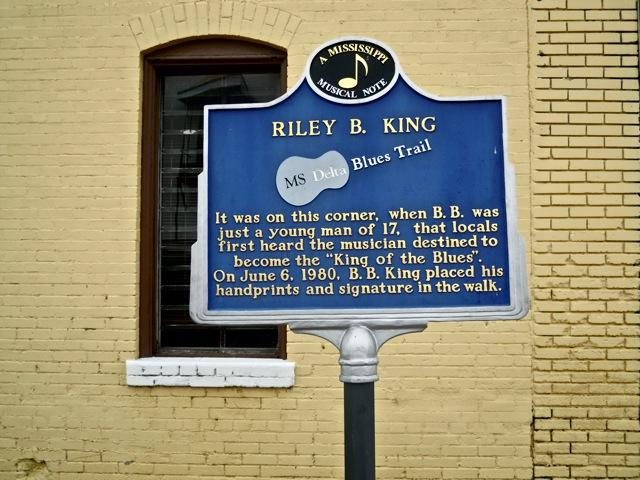 A MISSISSIPPI
MUSICAL NOTE
RILEY B. KING
MS Delta Blues Trail
It was on this corner, when B.B. was
just a young man of 17, that locals
first heard the musician destined to
become the "King of the Blues".
On June 6, 1980, B.B. King placed his
handprints and signature in the walk.